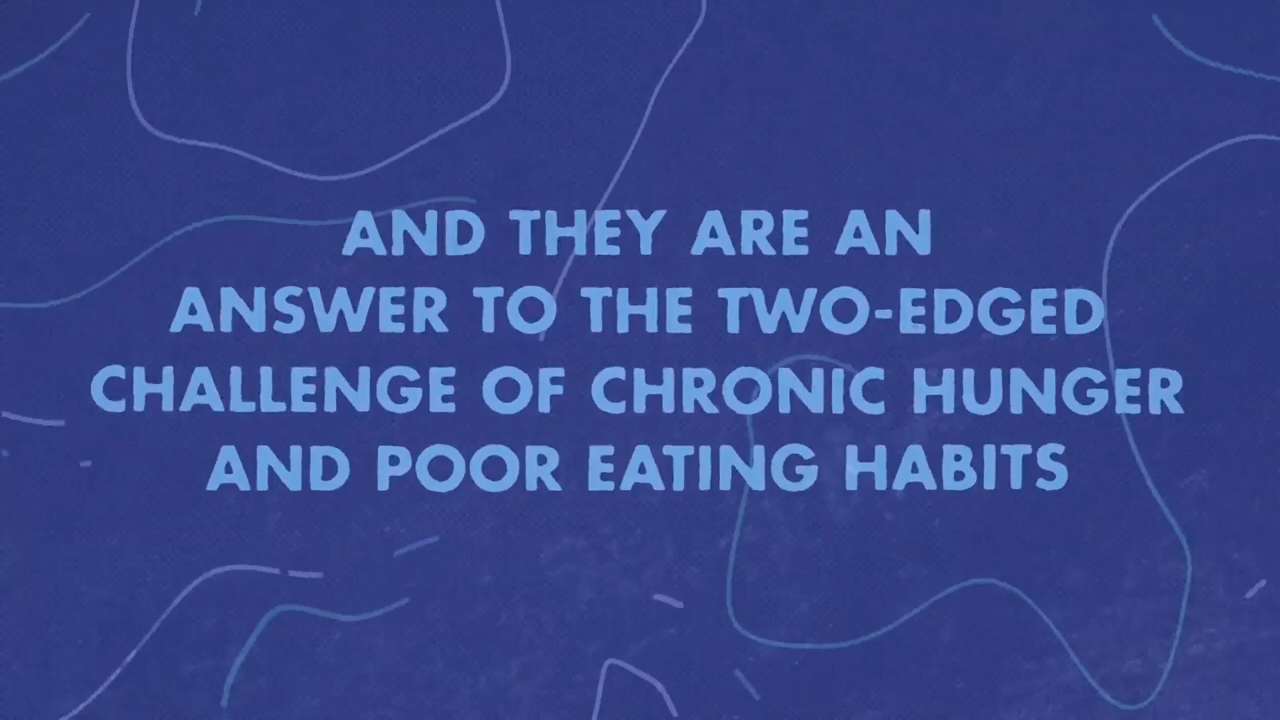 AND THEY ARE AN
ANSWER TO THE TWO-EDGED
CHALLENGE OF CHRONIC HUNGER
AND POOR EATING HABITS